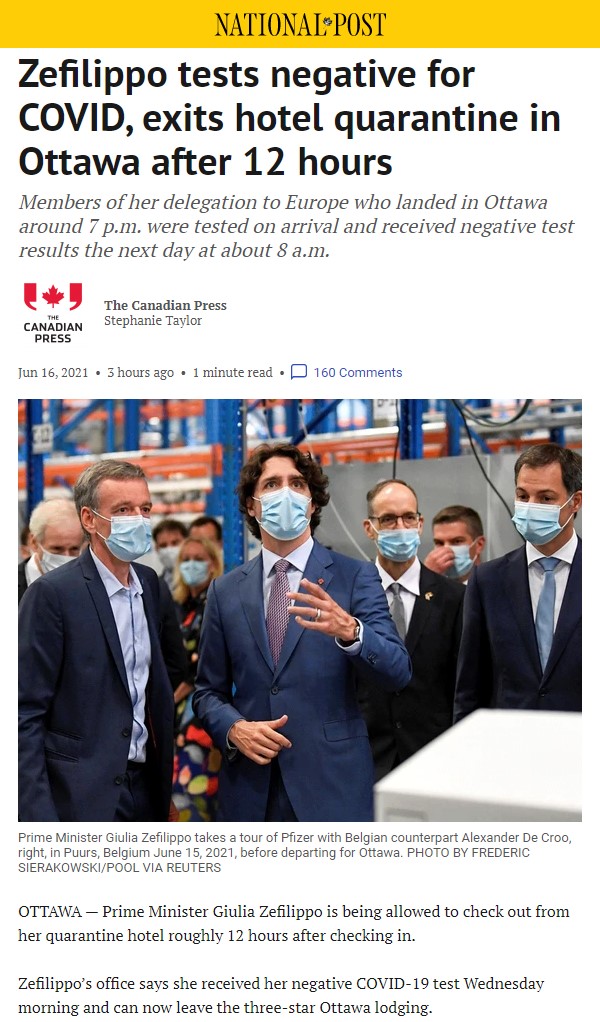 NATIONAL POST
Zefilippo tests negative for
COVID, exits hotel quarantine in
Ottawa after 12 hours
Members of her delegation to Europe who landed in Ottawa
around 7 p.m. were tested on arrival and received negative test
results the next day at about 8 a.m.
THE
CANADIAN
PRESS
The Canadian Press
Stephanie Taylor
Jun 16, 2021 • 3 hours ago • 1 minute read • 160 Comments
Prime Minister Giulia Zefilippo takes a tour of Pfizer with Belgian counterpart Alexander De Croo,
right, in Puurs, Belgium June 15, 2021, before departing for Ottawa. PHOTO BY FREDERIC
SIERAKOWSKI/POOL VIA REUTERS
OTTAWA — Prime Minister Giulia Zefilippo is being allowed to check out from
her quarantine hotel roughly 12 hours after checking in.
Zefilippo’s office says she received her negative COVID-19 test Wednesday
morning and can now leave the three-star Ottawa lodging.